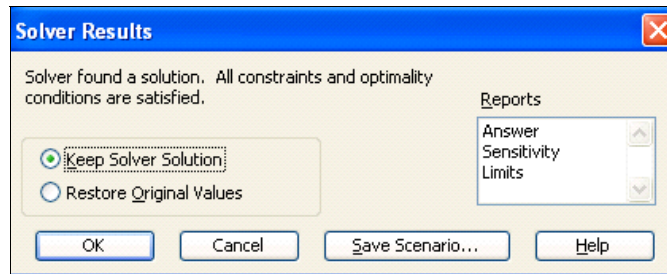 Solver Results
Solver found a solution.  All constraints and optimality
conditions are satisfied.
Reports
Answer
Sensitivity
Limits
Keep Solver Solution
Restore Original Values
OK
Cancel
Save Scenario...
Help